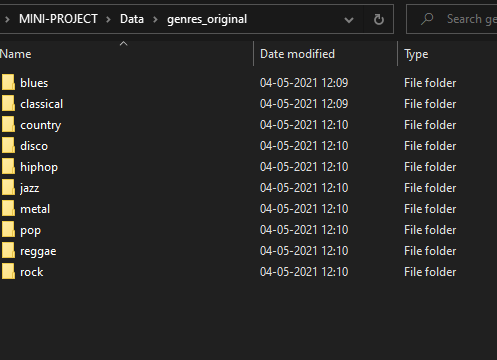 MINI-PROJECT > Data > genres_original Search ge
Name Date modified Type
blues 04-05-2021 12:09 File folder
classical 04-05-2021 12:09 File folder
country 04-05-2021 12:10 File folder
disco 04-05-2021 12:10 File folder
hiphop 04-05-2021 12:10 File folder
jazz 04-05-2021 12:10 File folder
metal 04-05-2021 12:10 File folder
pop 04-05-2021 12:10 File folder
reggae 04-05-2021 12:10 File folder
rock 04-05-2021 12:10 File folder